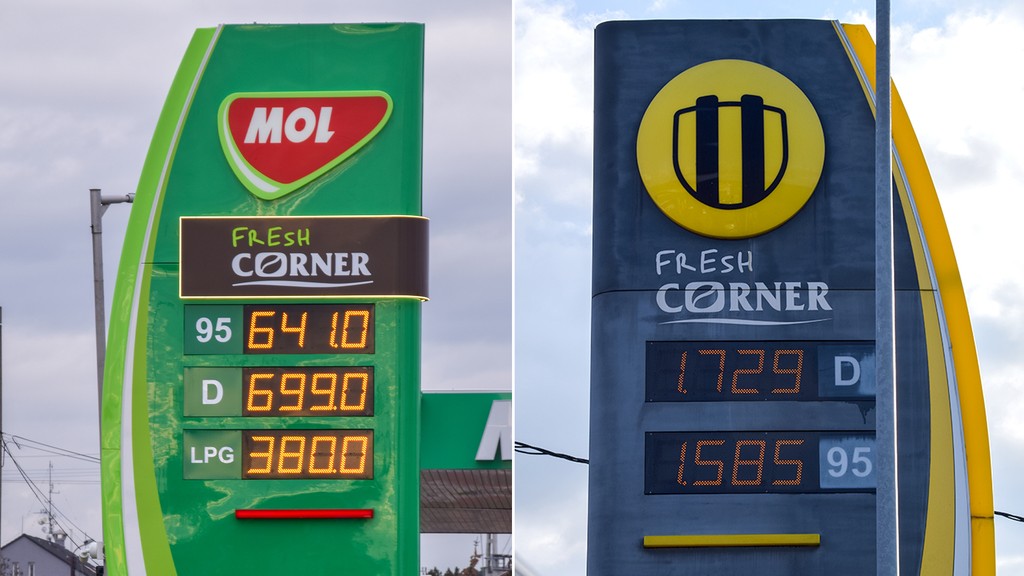 MOL
FRESH
CORNER
95 641.0
D 699.0
LPG 380.0
FRESH
CORNER
1.729 D
1.585 95